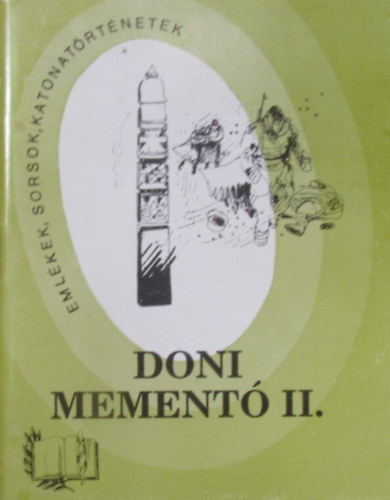 EMLÉKEK, SORSOK, KATONATÖRTÉNETEK
DONI
MEMENTÓ II.